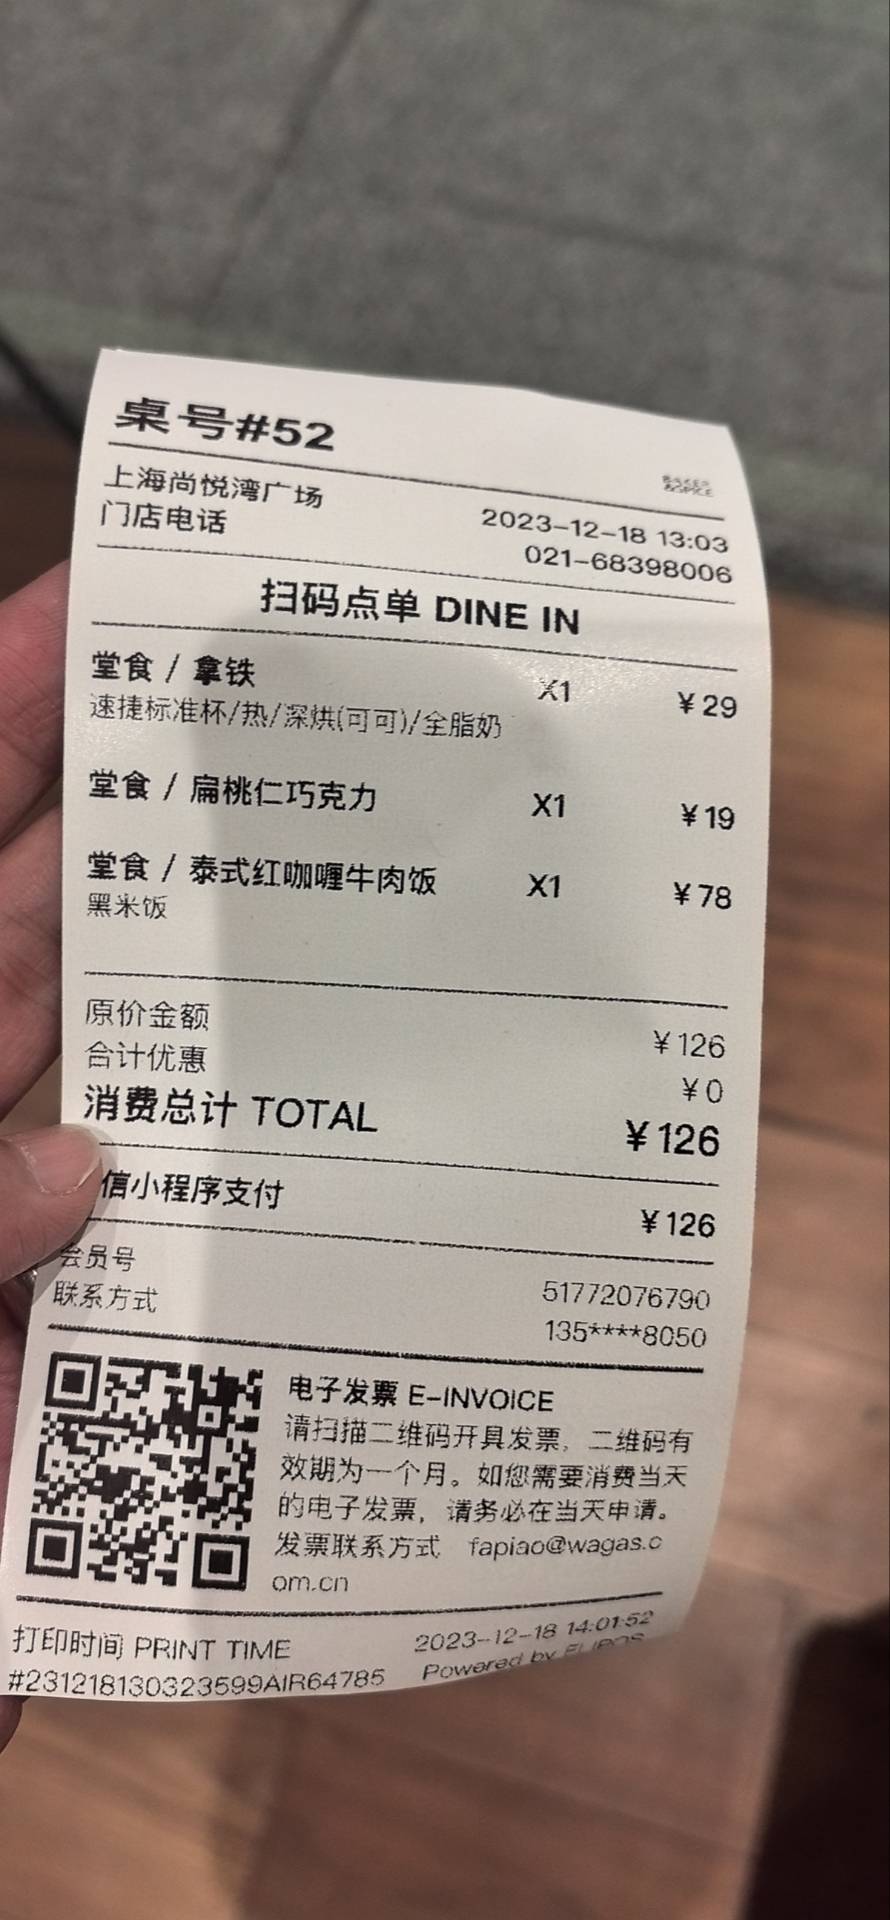 桌号#52
BAKER
&SPICE
上海尚悦湾广场 2023-12-18 13:03
门店电话 021-68398006
扫码点单 DINE IN
堂食 / 拿铁 X1 ¥29
速捷标准杯/热/深烘(可可)/全脂奶
堂食 / 扁桃仁巧克力 X1 ¥19
堂食 / 泰式红咖喱牛肉饭 X1 ¥78
黑米饭
原价金额 ¥126
合计优惠 ¥0
消费总计 TOTAL ¥126
信小程序支付 ¥126
会员号 51772076790
联系方式 135****8050
电子发票 E-INVOICE
请扫描二维码开具发票，二维码有
效期为一个月。如您需要消费当天
的电子发票，请务必在当天申请。
发票联系方式 fapiao@wagas.c
om.cn
打印时间 PRINT TIME 2023-12-18 14:01:52
#231218130323599AIR64785 Powered by